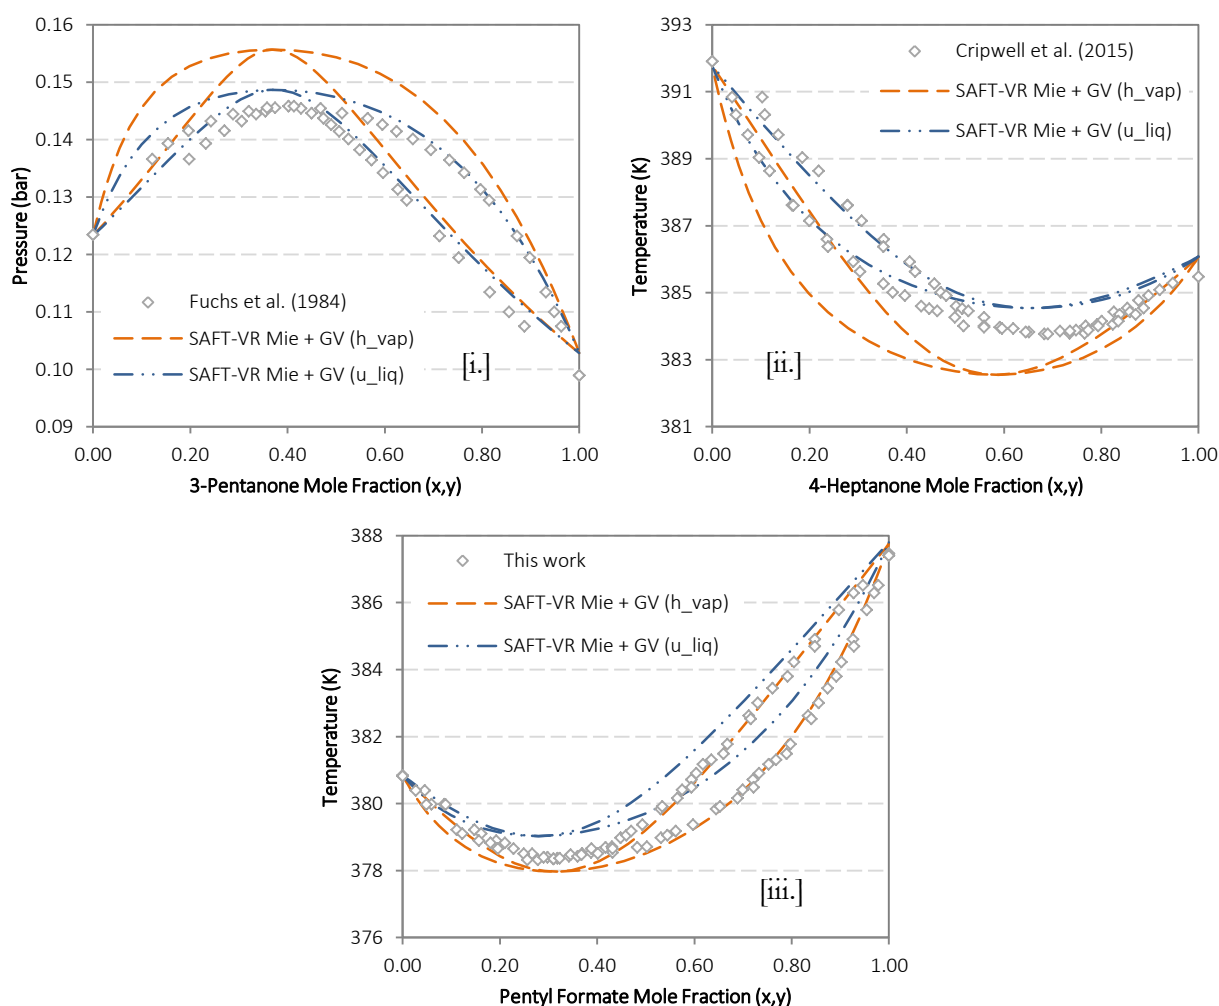 0.16
0.15
0.14
0.13
0.12
0.11
0.10
0.09
Pressure (bar)
Fuchs et al. (1984)
SAFT-VR Mie + GV (h_vap)
SAFT-VR Mie + GV (u_liq)
[i.]
0.00 0.20 0.40 0.60 0.80 1.00
3-Pentanone Mole Fraction (x,y)
393
391
389
387
385
383
381
Temperature (K)
Cripwell et al. (2015)
SAFT-VR Mie + GV (h_vap)
SAFT-VR Mie + GV (u_liq)
[ii.]
0.00 0.20 0.40 0.60 0.80 1.00
4-Heptanone Mole Fraction (x,y)
388
386
384
382
380
378
376
Temperature (K)
This work
SAFT-VR Mie + GV (h_vap)
SAFT-VR Mie + GV (u_liq)
[iii.]
0.00 0.20 0.40 0.60 0.80 1.00
Pentyl Formate Mole Fraction (x,y)